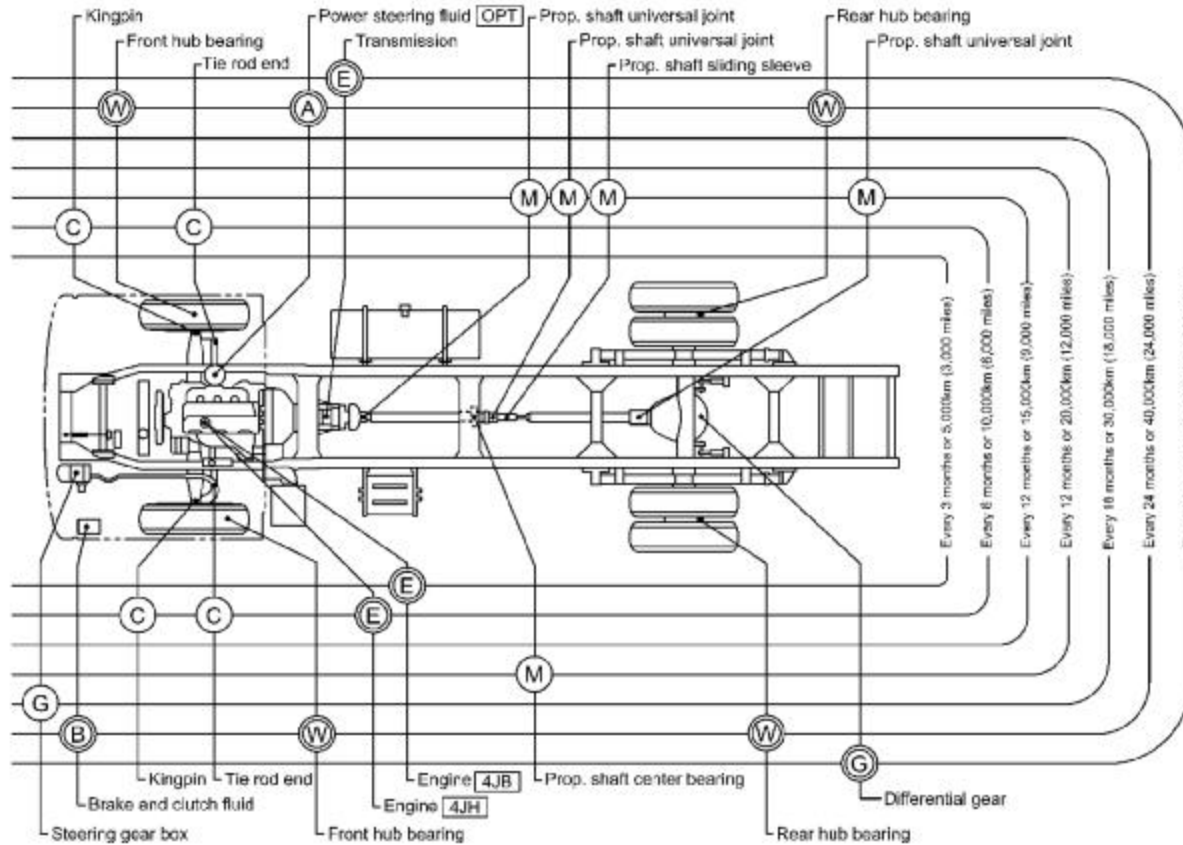 Kingpin
Power steering fluid OPT
Prop. shaft universal joint
Rear hub bearing
Front hub bearing
Transmission
Prop. shaft universal joint
Prop. shaft universal joint
Tie rod end
Prop. shaft sliding sleeve
E
W
A
W
M
M
M
M
C
C
Every 3 months or 5,000km (3,000 miles)
Every 6 months or 10,000km (6,000 miles)
Every 12 months or 15,000km (9,000 miles)
Every 12 months or 20,000km (12,000 miles)
Every 18 months or 30,000km (18,000 miles)
Every 24 months or 40,000km (24,000 miles)
E
C
C
E
M
G
B
W
W
G
Kingpin
Tie rod end
Engine 4JB
Prop. shaft center bearing
Brake and clutch fluid
Engine 4JH
Differential gear
Steering gear box
Front hub bearing
Rear hub bearing